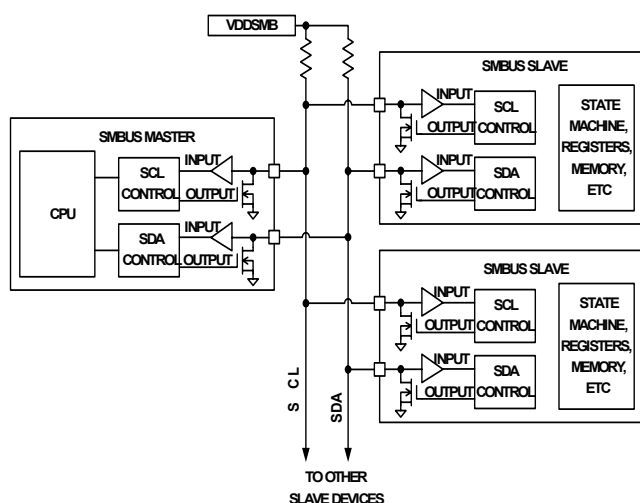 VDDSMB
SMBUS MASTER
CPU
SCL
CONTROL
INPUT
OUTPUT
SDA
CONTROL
INPUT
OUTPUT
SMBUS SLAVE
INPUT
OUTPUT
SCL
CONTROL
INPUT
OUTPUT
SDA
CONTROL
STATE
MACHINE,
REGISTERS,
MEMORY,
ETC
SMBUS SLAVE
INPUT
OUTPUT
SCL
CONTROL
INPUT
OUTPUT
SDA
CONTROL
STATE
MACHINE,
REGISTERS,
MEMORY,
ETC
S CL
SDA
TO OTHER
SLAVE DEVICES